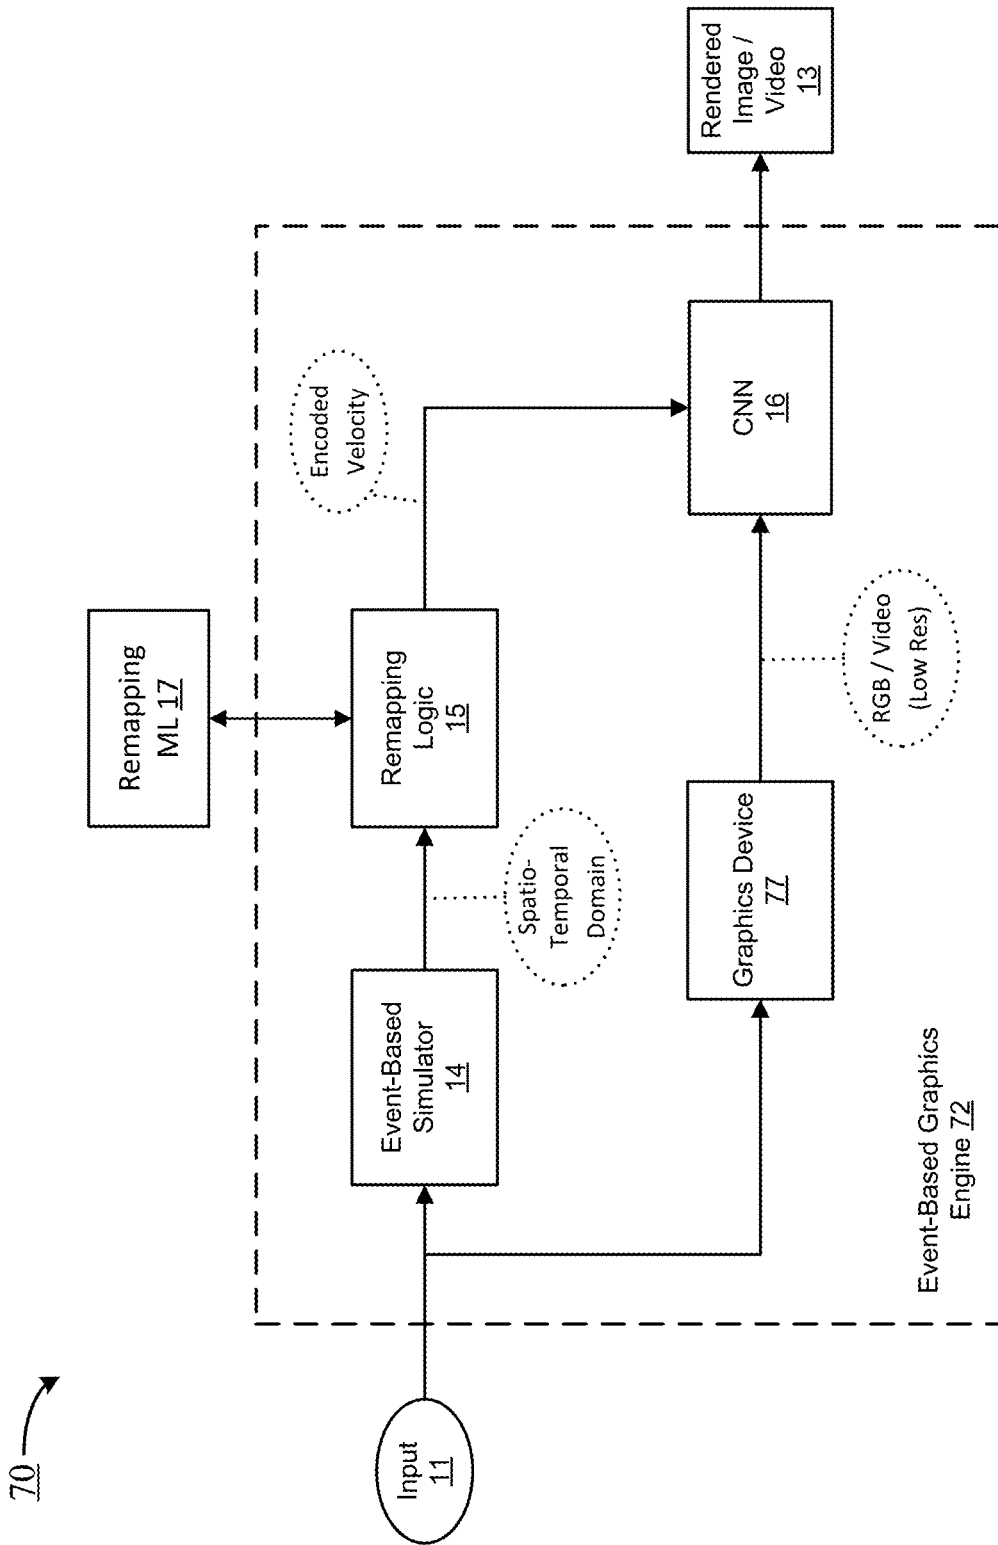 70
Remapping
ML 17
Encoded
Velocity
Input
11
Event-Based
Simulator
14
Spatio-
Temporal
Domain
Remapping
Logic
15
Graphics Device
77
RGB / Video
(Low Res)
CNN
16
Rendered
Image /
Video
13
Event-Based Graphics
Engine 72